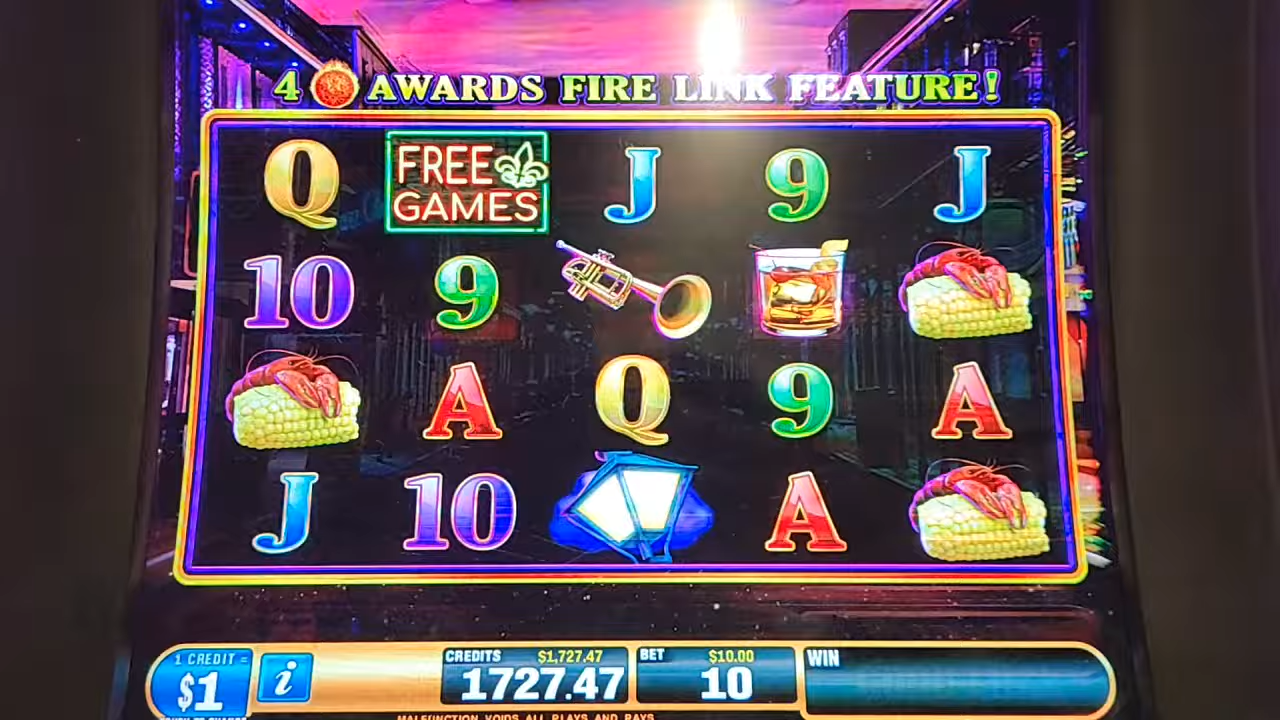 4 AWARDS FIRE LINK FEATURE!
Q FREE GAMES J 9 J
10 9
A Q 9 A
J 10 A
1 CREDIT =
$1
i
CREDITS $1,727.47
1727.47
BET $10.00
10
WIN
MALFUNCTION VOIDS ALL PLAYS AND PAYS